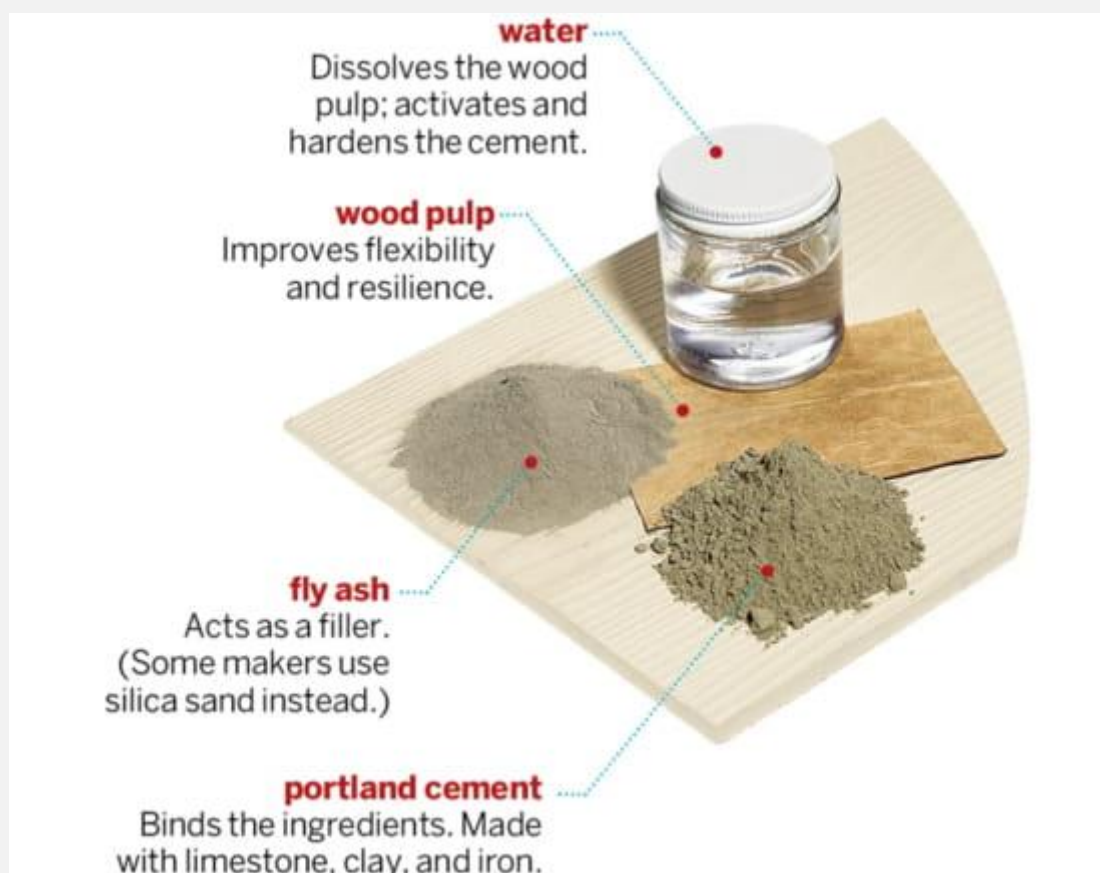 water
Dissolves the wood
pulp; activates and
hardens the cement.
wood pulp
Improves flexibility
and resilience.
fly ash
Acts as a filler.
(Some makers use
silica sand instead.)
portland cement
Binds the ingredients. Made
with limestone, clay, and iron.